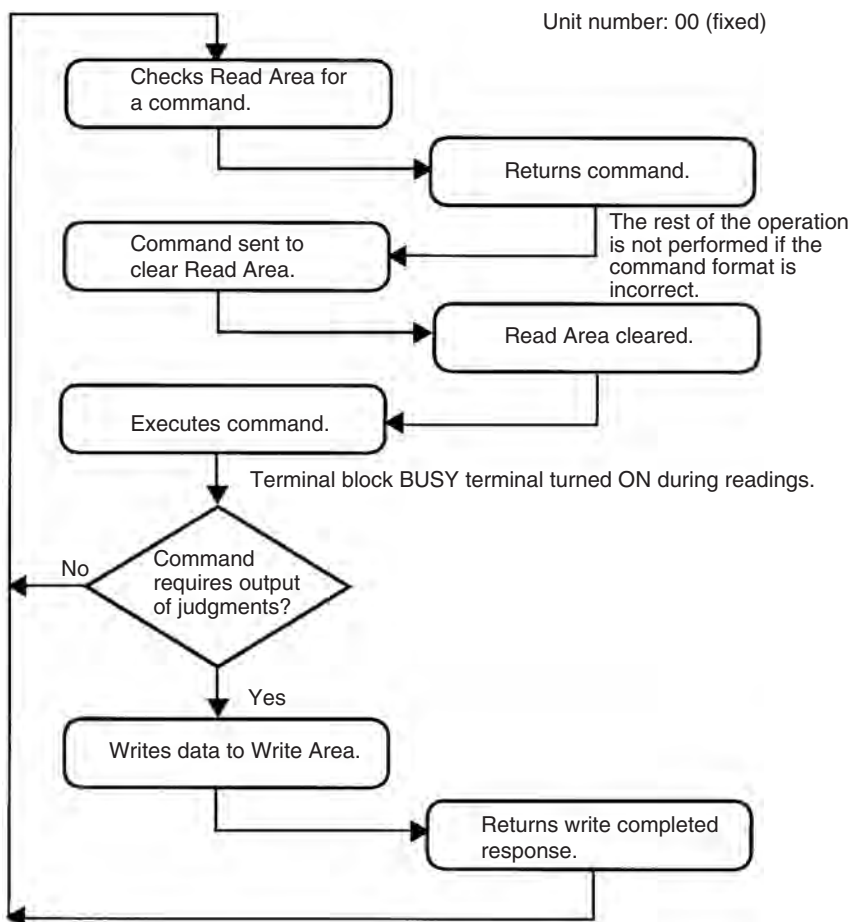 Unit number: 00 (fixed)
Checks Read Area for
a command.
Returns command.
The rest of the operation
is not performed if the
command format is
incorrect.
Command sent to
clear Read Area.
Read Area cleared.
Executes command.
Terminal block BUSY terminal turned ON during readings.
Command
requires output
of judgments?
No
Yes
Writes data to Write Area.
Returns write completed
response.